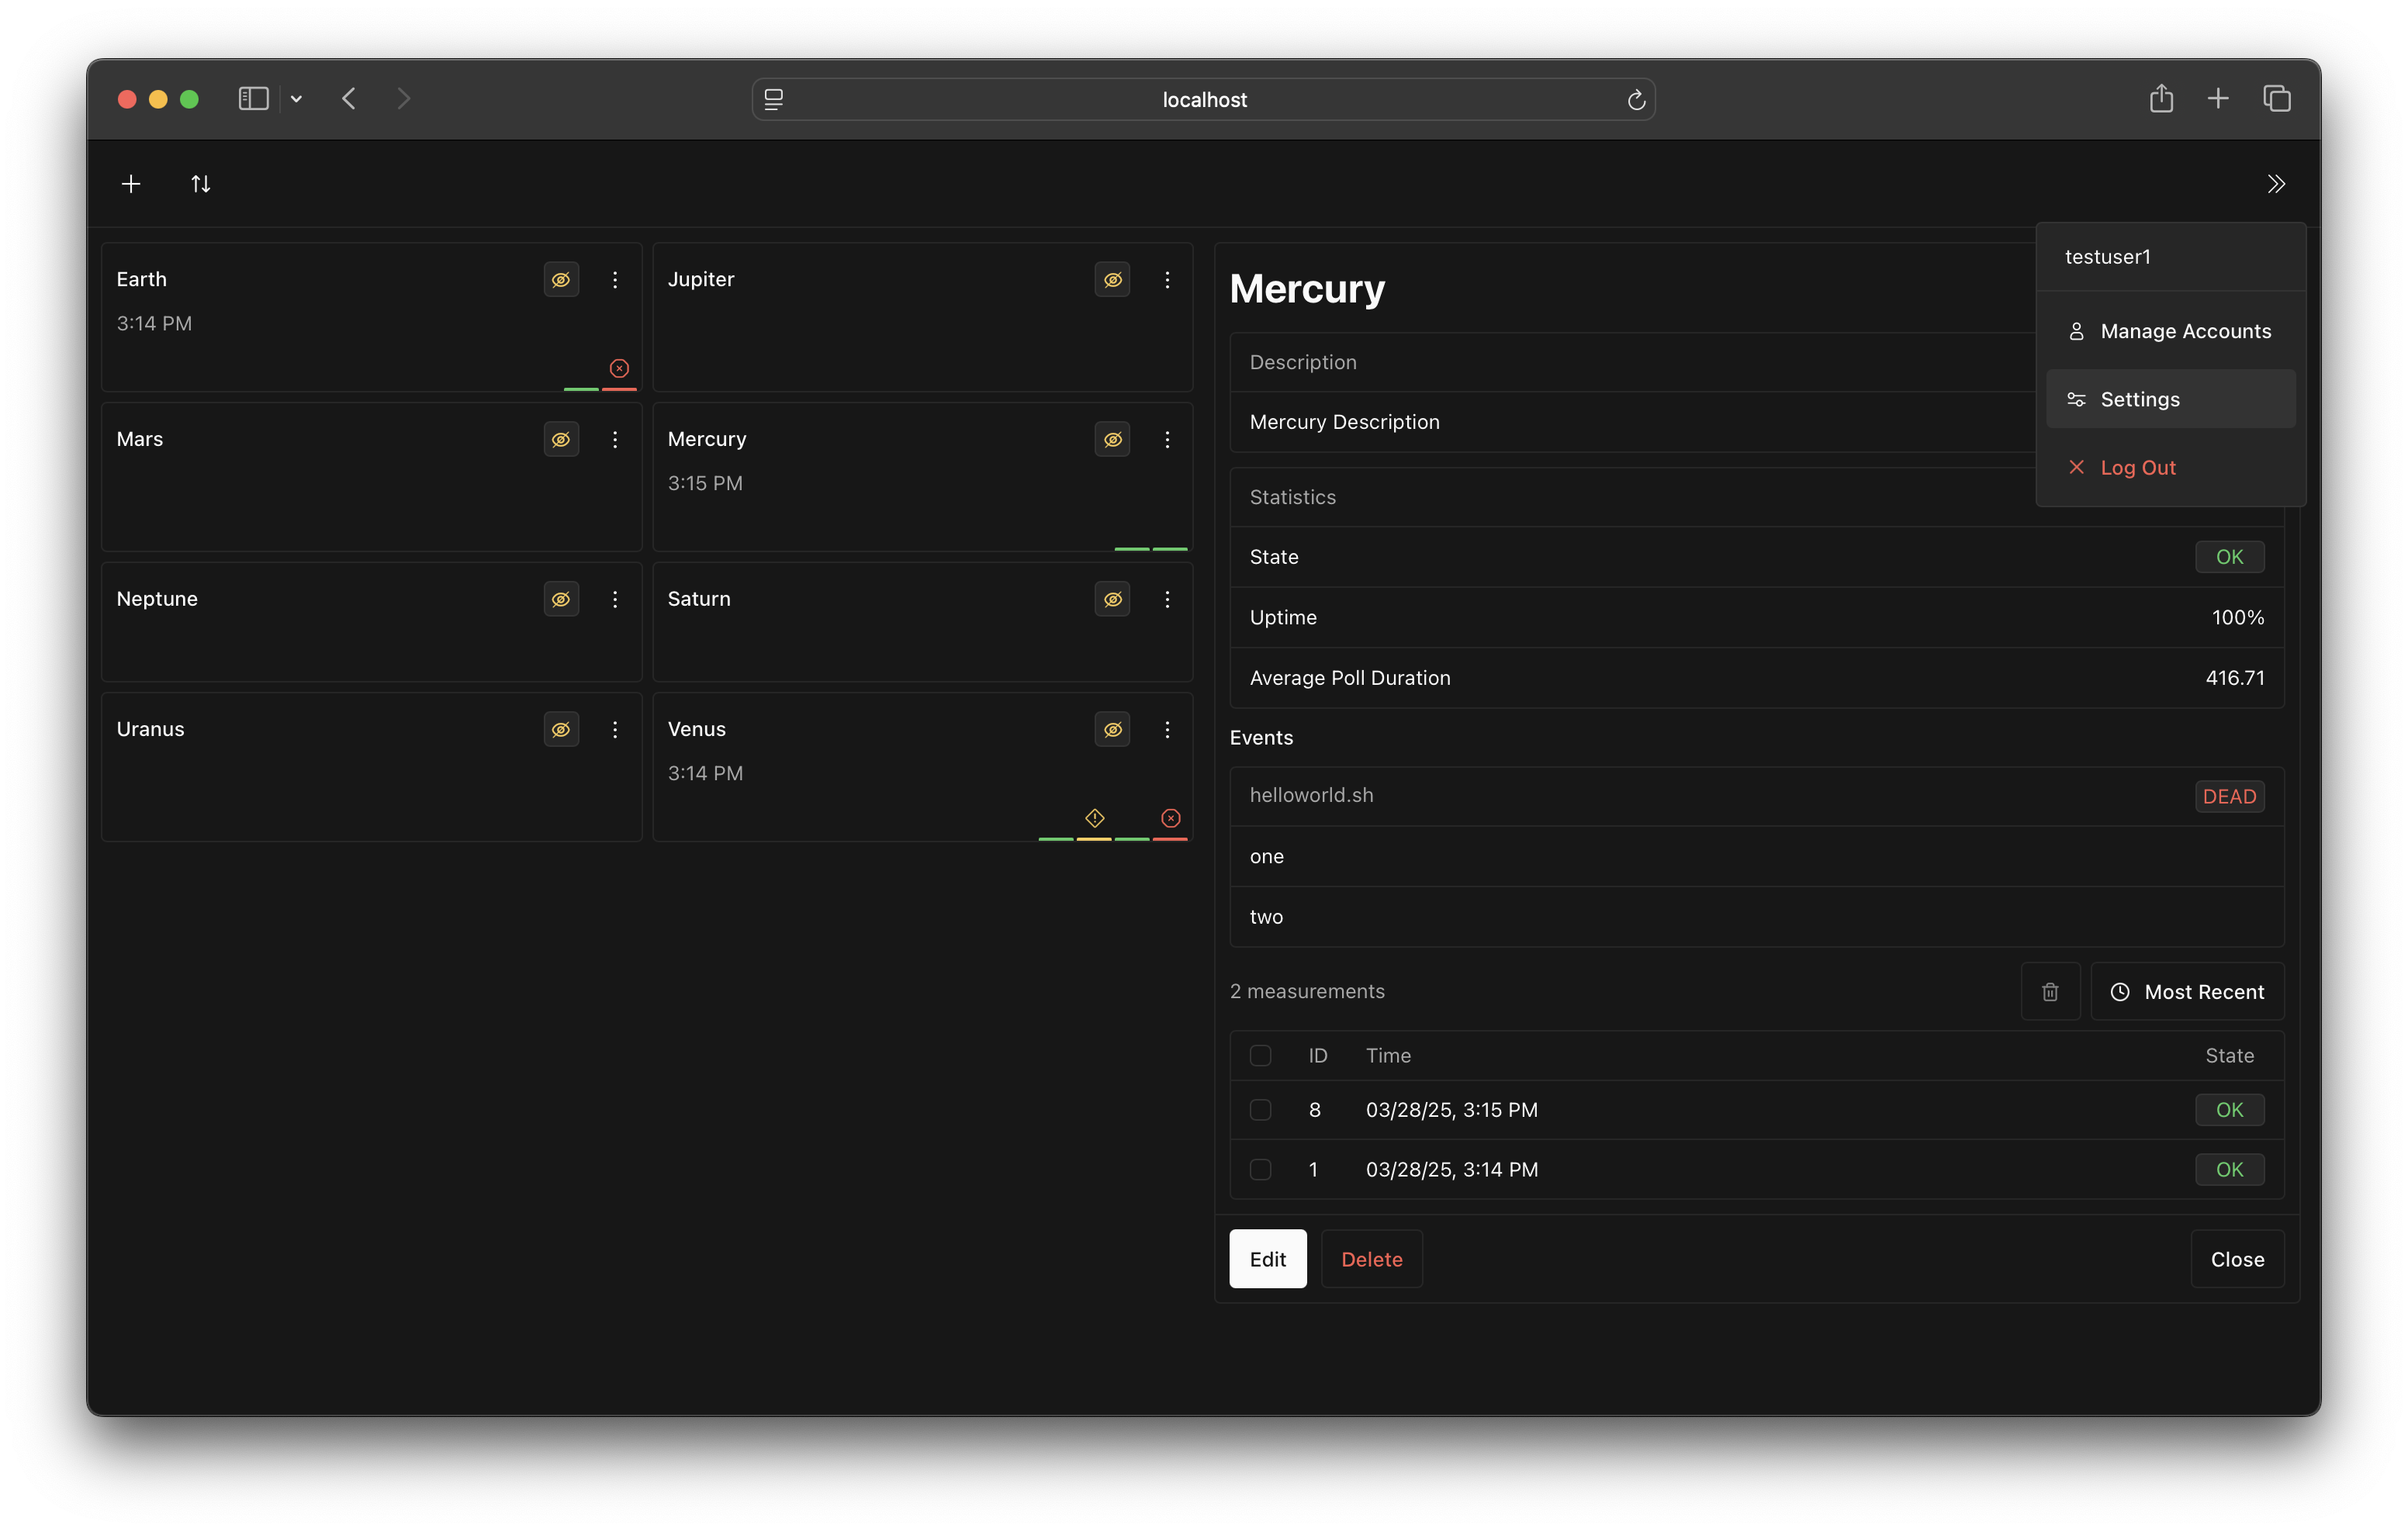 localhost
Earth
3:14 PM
Jupiter
Mars
Mercury
3:15 PM
Neptune
Saturn
Uranus
Venus
3:14 PM
Mercury
Description
Mercury Description
Statistics
State OK
Uptime 100%
Average Poll Duration 416.71
Events
helloworld.sh DEAD
one
two
2 measurements Most Recent
ID Time State
8 03/28/25, 3:15 PM OK
1 03/28/25, 3:14 PM OK
Edit Delete Close
testuser1
Manage Accounts
Settings
Log Out